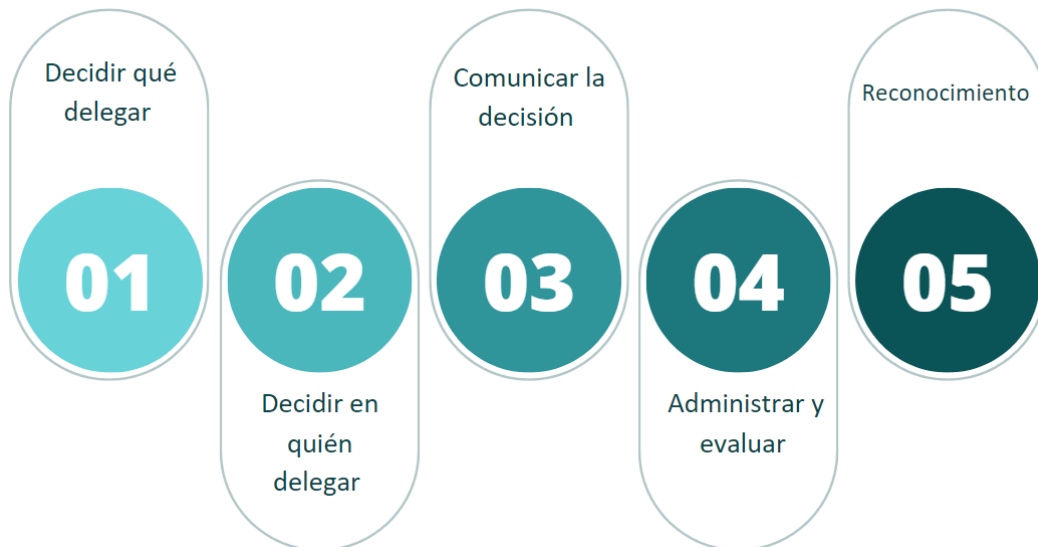 Decidir qué
delegar
01
02
Decidir en
quién
delegar
Comunicar la
decisión
03
04
Administrar y
evaluar
Reconocimiento
05